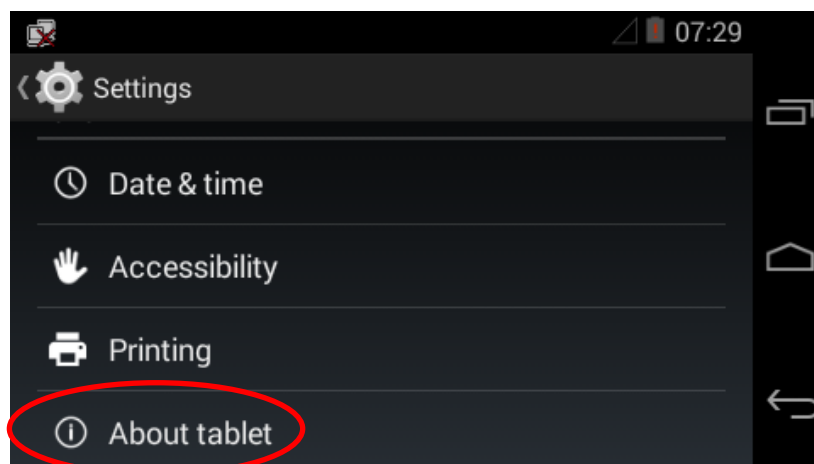 07:29
Settings
Date & time
Accessibility
Printing
About tablet